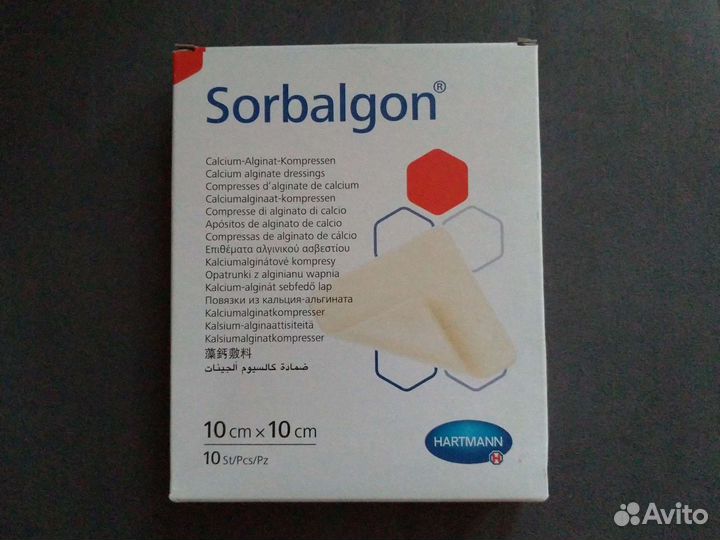 Sorbalgon®
Calcium-Alginat-Kompressen
Calcium alginate dressings
Compresses d'alginate de calcium
Calciumalginaat-kompressen
Compresse di alginato di calcio
Apósitos de alginato de calcio
Compressas de alginato de cálcio
Επιθέματα αλγινικού ασβεστίου
Kalciumalginátové kompresy
Opatrunki z alginianu wapnia
Kalcium-alginát sebfedő lap
Повязки из кальция-альгината
Kalciumalginatkompresser
Kalsium-alginaattisiteitä
Kalsiumalginatkompresser
藻鈣敷料
ضمادة كالسيوم ألجينات
10 cm × 10 cm
10 St/Pcs/Pz
HARTMANN
Avito